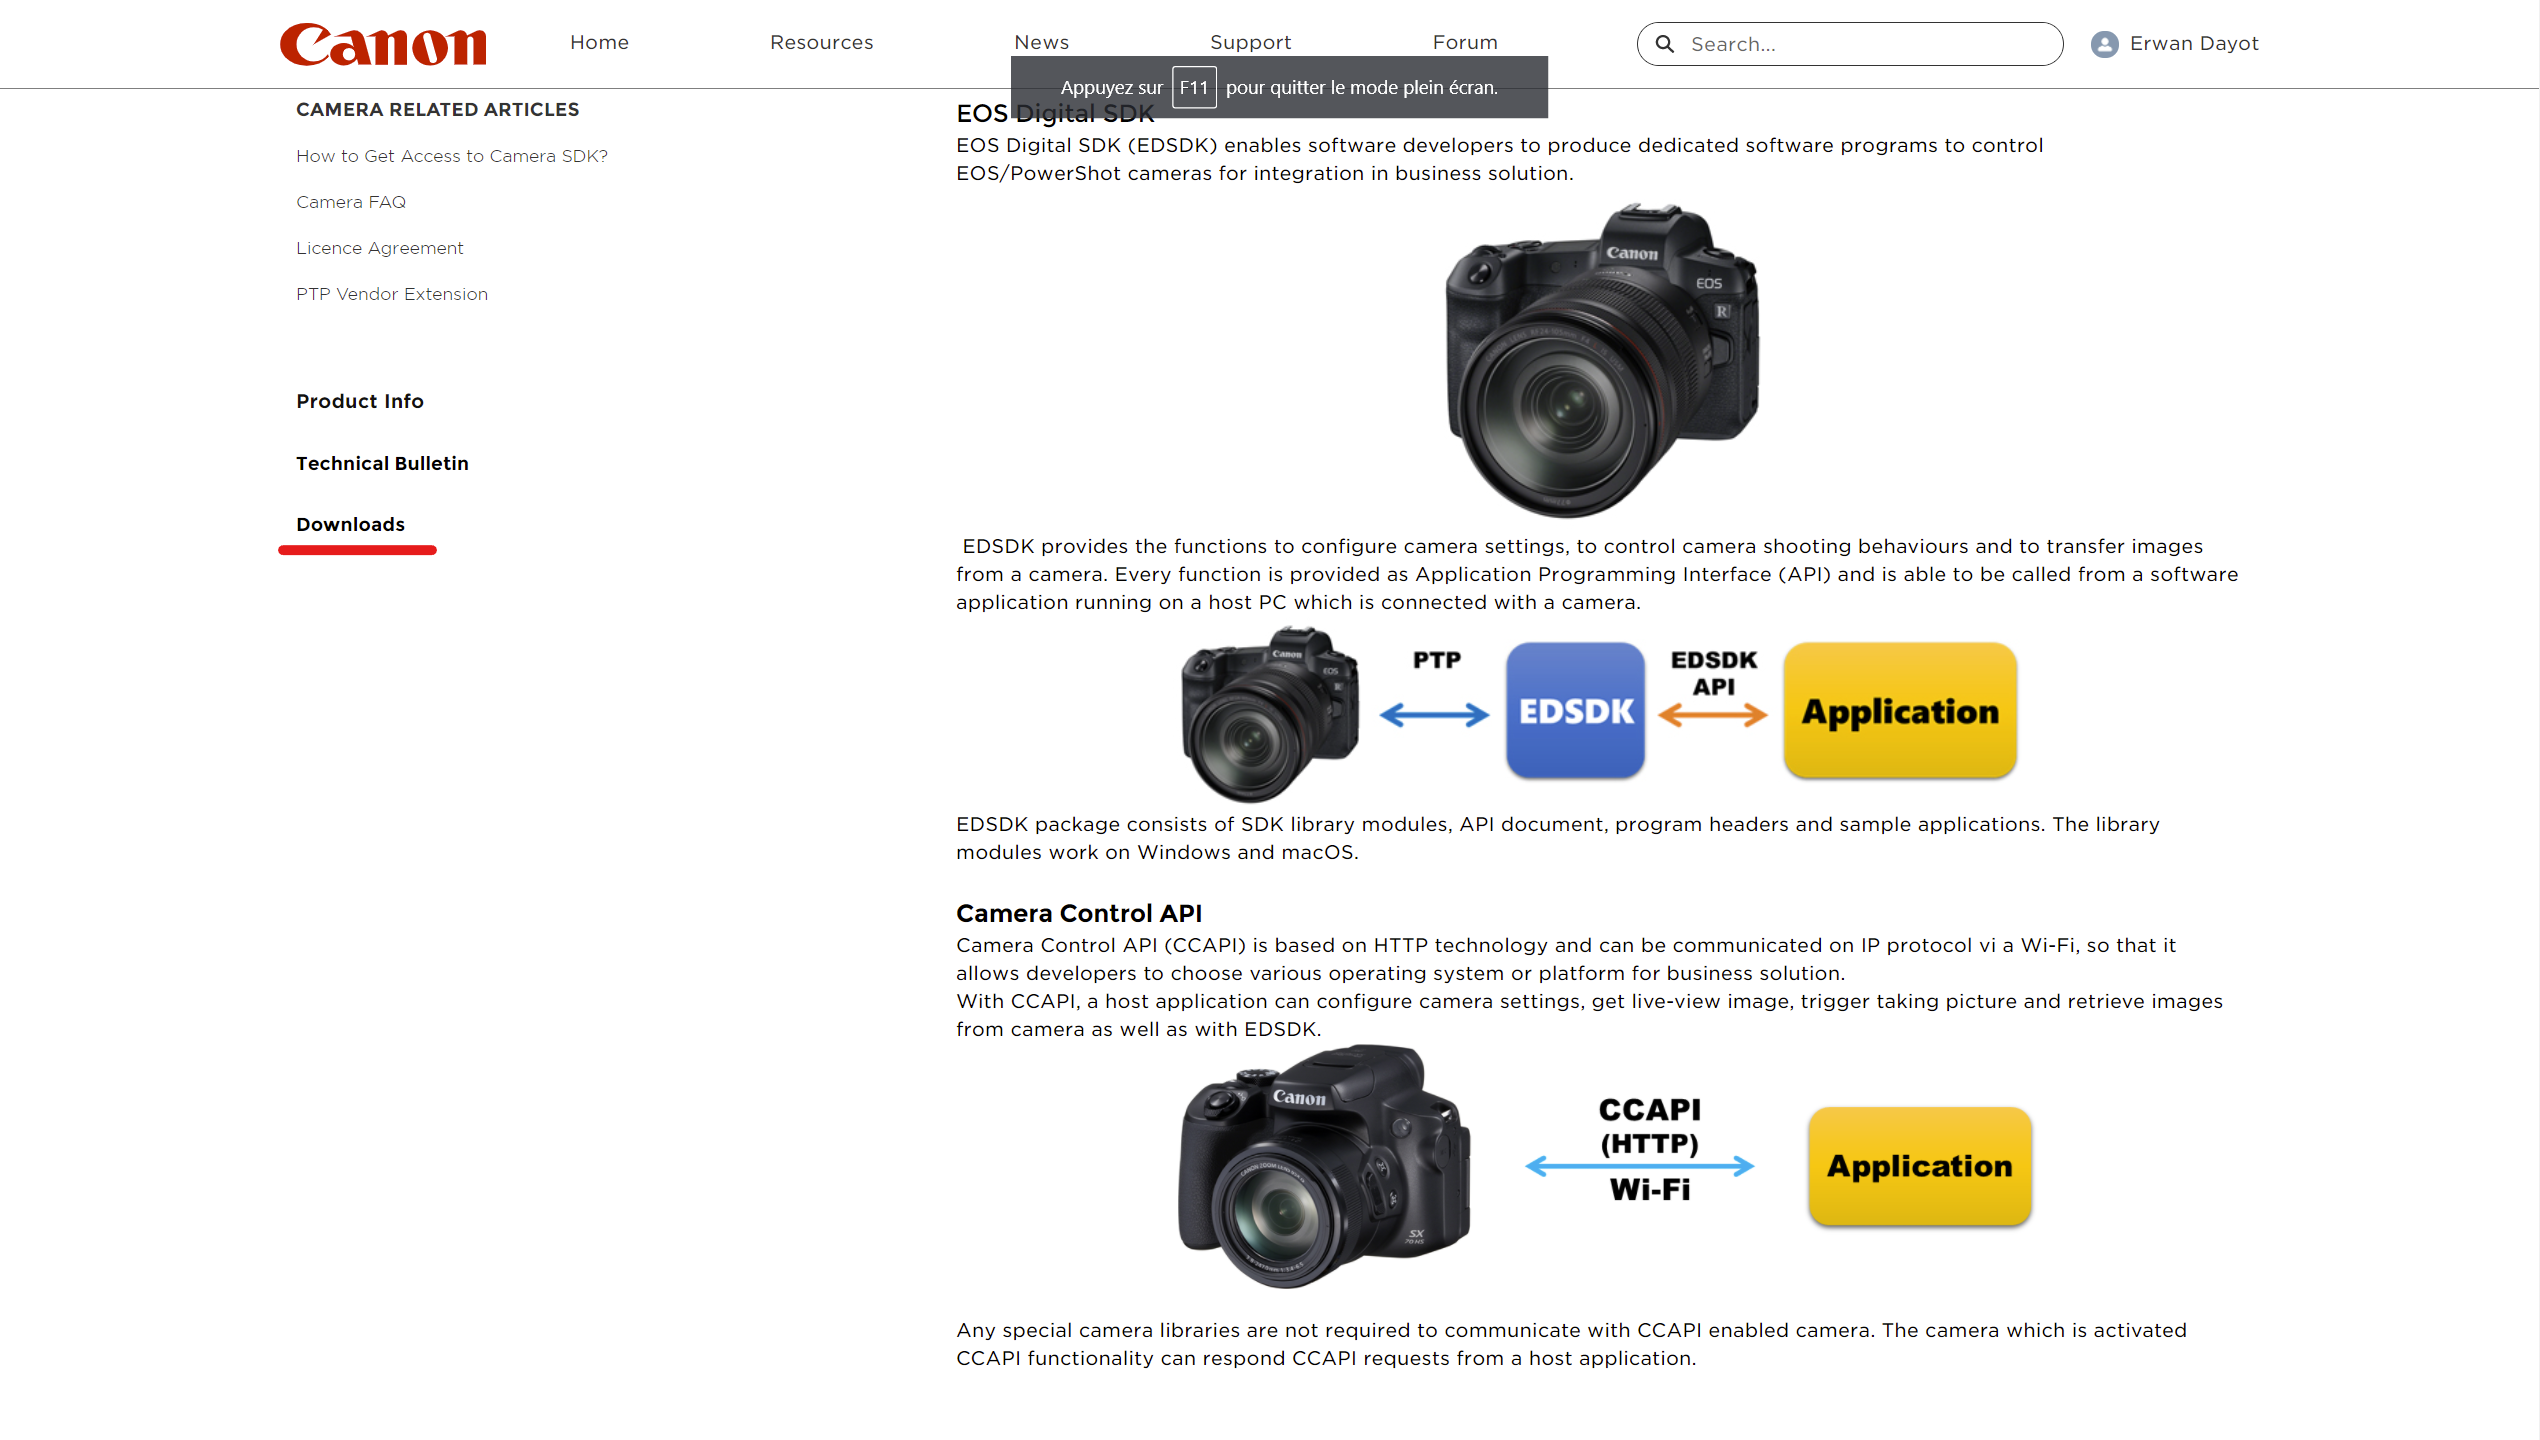 Canon
Home
Resources
News
Support
Forum
Search...
Erwan Dayot
Appuyez sur F11 pour quitter le mode plein écran.
CAMERA RELATED ARTICLES
How to Get Access to Camera SDK?
Camera FAQ
Licence Agreement
PTP Vendor Extension
Product Info
Technical Bulletin
Downloads
EOS Digital SDK
EOS Digital SDK (EDSDK) enables software developers to produce dedicated software programs to control
EOS/PowerShot cameras for integration in business solution.
Canon
EOS
R
EDSDK provides the functions to configure camera settings, to control camera shooting behaviours and to transfer images
from a camera. Every function is provided as Application Programming Interface (API) and is able to be called from a software
application running on a host PC which is connected with a camera.
Canon
EOS
R
PTP
EDSDK
EDSDK
API
Application
EDSDK package consists of SDK library modules, API document, program headers and sample applications. The library
modules work on Windows and macOS.
Camera Control API
Camera Control API (CCAPI) is based on HTTP technology and can be communicated on IP protocol vi a Wi-Fi, so that it
allows developers to choose various operating system or platform for business solution.
With CCAPI, a host application can configure camera settings, get live-view image, trigger taking picture and retrieve images
from camera as well as with EDSDK.
Canon
CANON ZOOM LENS
SX
70 HS
CCAPI
(HTTP)
Wi-Fi
Application
Any special camera libraries are not required to communicate with CCAPI enabled camera. The camera which is activated
CCAPI functionality can respond CCAPI requests from a host application.